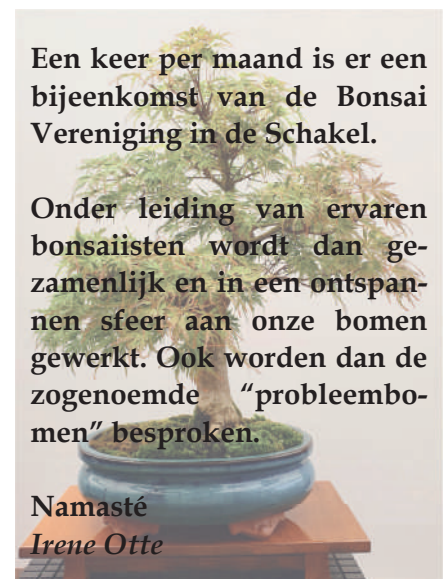 Een keer per maand is er een
bijeenkomst van de Bonsai
Vereniging in de Schakel.
Onder leiding van ervaren
bonsaiisten wordt dan ge-
zamenlijk en in een ontspan-
nen sfeer aan onze bomen
gewerkt. Ook worden dan de
zogenoemde “probleembo-
men” besproken.
Namasté
Irene Otte